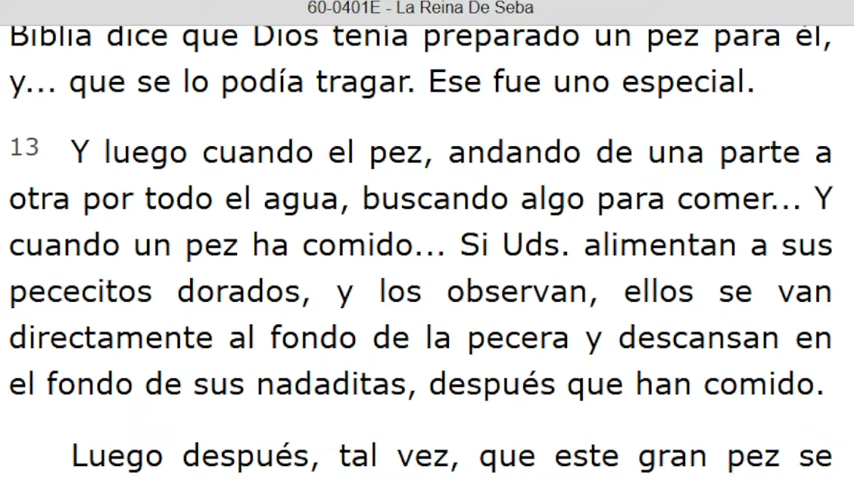 60-0401E - La Reina De Seba
Biblia dice que Dios tenía preparado un pez para él,
y... que se lo podía tragar. Ese fue uno especial.
13 Y luego cuando el pez, andando de una parte a
otra por todo el agua, buscando algo para comer... Y
cuando un pez ha comido... Si Uds. alimentan a sus
pececitos dorados, y los observan, ellos se van
directamente al fondo de la pecera y descansan en
el fondo de sus nadaditas, después que han comido.
Luego después, tal vez, que este gran pez se